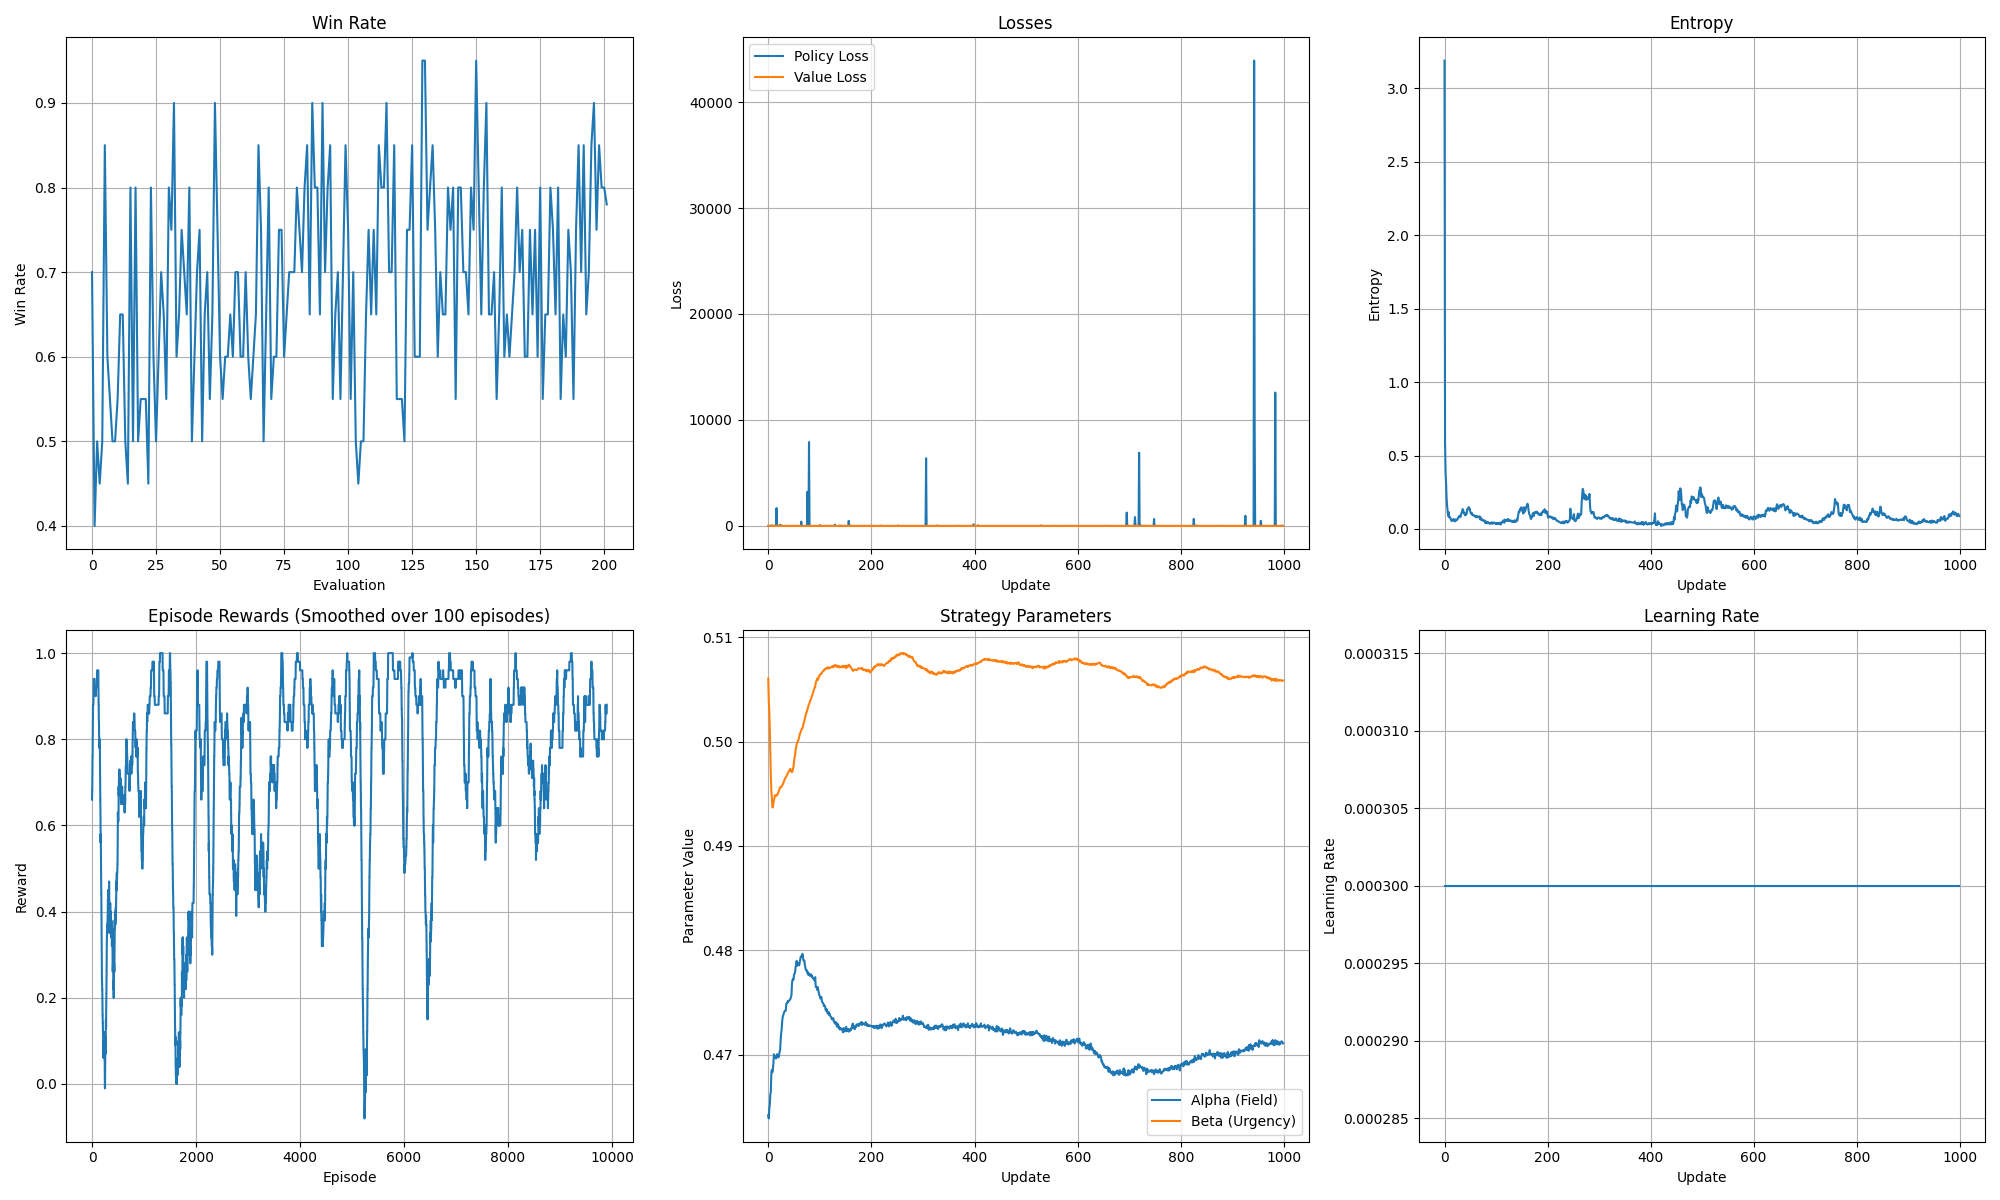 Win Rate
Win Rate
0.9
0.8
0.7
0.6
0.5
0.4
0 25 50 75 100 125 150 175 200
Evaluation
Losses
Policy Loss
Value Loss
Loss
40000
30000
20000
10000
0
0 200 400 600 800 1000
Update
Entropy
Entropy
3.0
2.5
2.0
1.5
1.0
0.5
0.0
0 200 400 600 800 1000
Update
Episode Rewards (Smoothed over 100 episodes)
Reward
1.0
0.8
0.6
0.4
0.2
0.0
0 2000 4000 6000 8000 10000
Episode
Strategy Parameters
Parameter Value
0.51
0.50
0.49
0.48
0.47
Alpha (Field)
Beta (Urgency)
0 200 400 600 800 1000
Update
Learning Rate
Learning Rate
0.000315
0.000310
0.000305
0.000300
0.000295
0.000290
0.000285
0 200 400 600 800 1000
Update